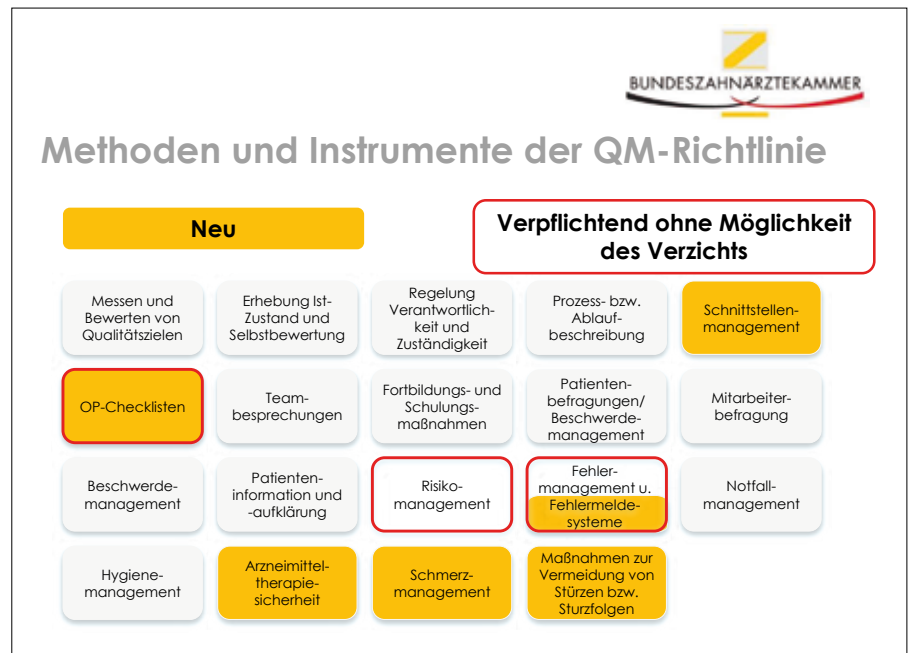 BUNDESZAHNÄRZTEKAMMER
Methoden und Instrumente der QM-Richtlinie
Neu
Verpflichtend ohne Möglichkeit
des Verzichts
Messen und
Bewerten von
Qualitätszielen
Erhebung Ist-
Zustand und
Selbstbewertung
Regelung
Verantwortlich-
keit und
Zuständigkeit
Prozess- bzw.
Ablauf-
beschreibung
Schnittstellen-
management
OP-Checklisten
Team-
besprechungen
Fortbildungs- und
Schulungs-
maßnahmen
Patienten-
befragungen/
Beschwerde-
management
Mitarbeiter-
befragung
Beschwerde-
management
Patienten-
information und
-aufklärung
Risiko-
management
Fehler-
management u.
Fehlermelde-
systeme
Notfall-
management
Hygiene-
management
Arzneimittel-
therapie-
sicherheit
Schmerz-
management
Maßnahmen zur
Vermeidung von
Stürzen bzw.
Sturzfolgen